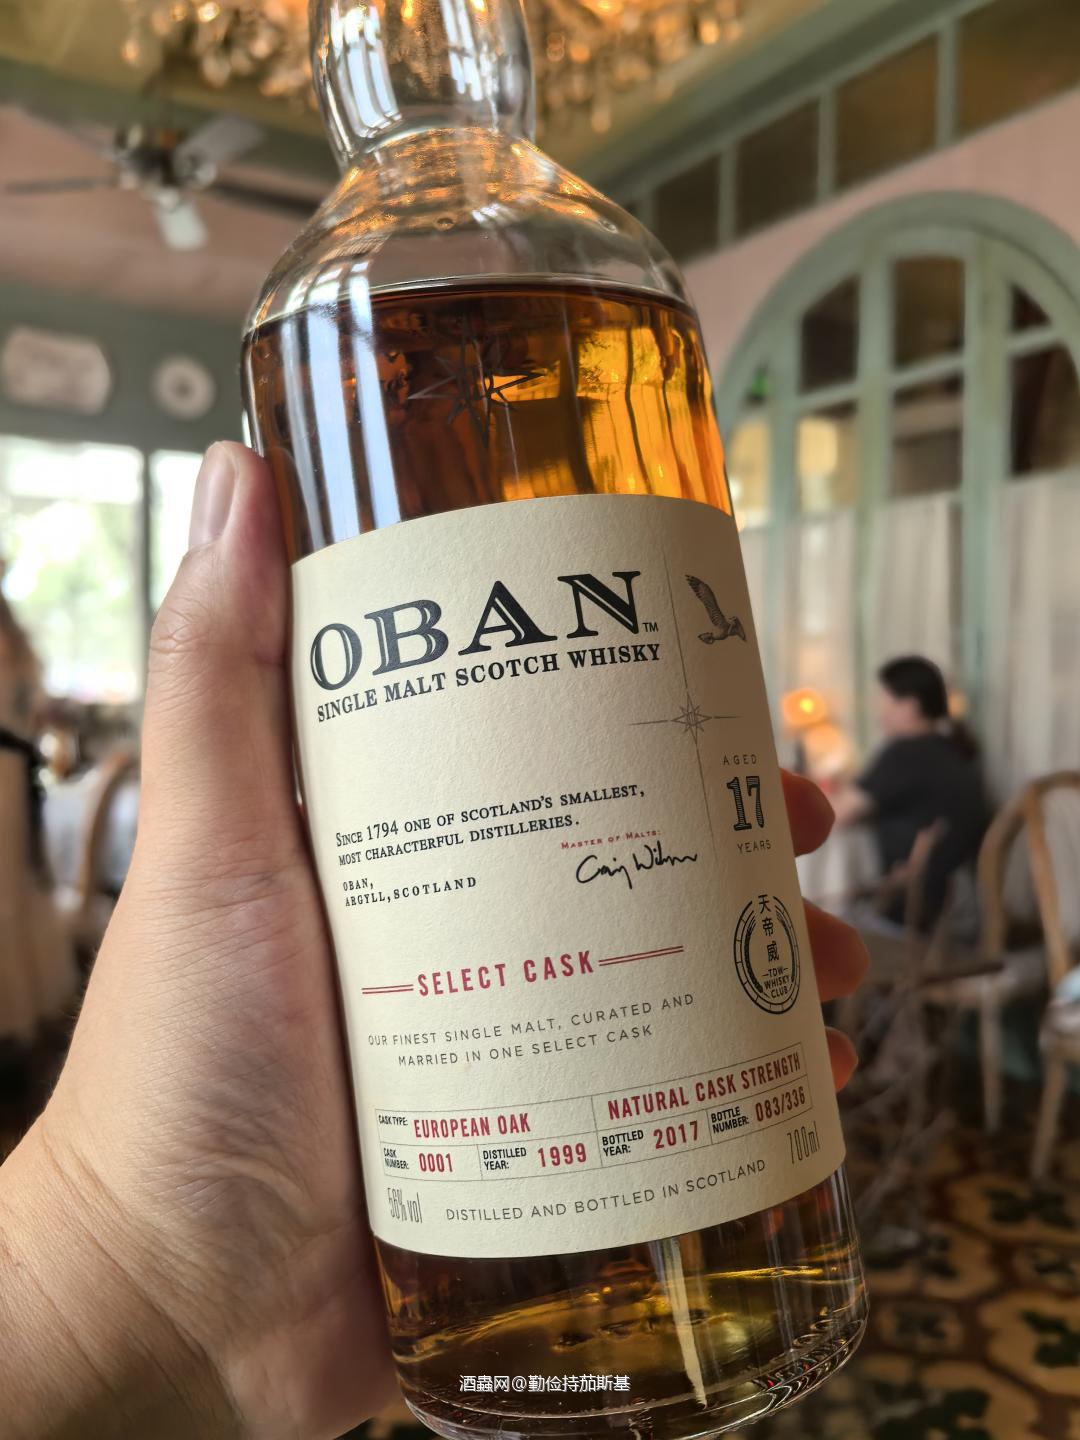 OBAN™
SINGLE MALT SCOTCH WHISKY
SINCE 1794 ONE OF SCOTLAND'S SMALLEST,
MOST CHARACTERFUL DISTILLERIES.
OBAN,
ARGYLL, SCOTLAND
MASTER OF MALTS:
Craig Wilson
AGED
17
YEARS
天
帝
威
TDW
WHISKY
CLUB
SELECT CASK
OUR FINEST SINGLE MALT, CURATED AND
MARRIED IN ONE SELECT CASK
CASK TYPE: EUROPEAN OAK NATURAL CASK STRENGTH
CASK NUMBER: 0001 DISTILLED YEAR: 1999 BOTTLED YEAR: 2017 BOTTLE NUMBER: 083/336
56% vol DISTILLED AND BOTTLED IN SCOTLAND 700ml
酒蟲网@勤俭持茄斯基